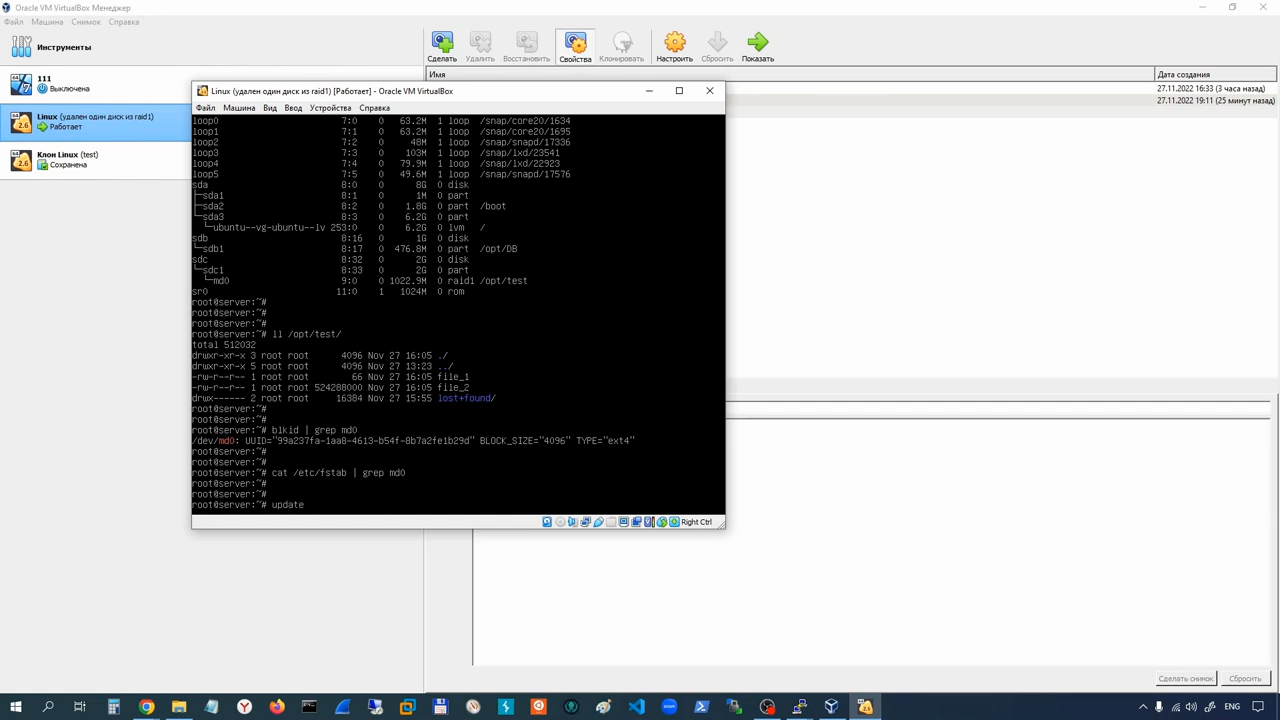 Oracle VM VirtualBox Менеджер
Файл Машина Снимок Справка
Инструменты
Сделать Удалить Восстановить Свойства Клонировать Настроить Сбросить Показать
Имя Дата создания
27.11.2022 16:33 (3 часа назад)
27.11.2022 19:11 (25 минут назад)
111
Выключена
Linux (удален один диск из raid1)
Работает
Клон Linux (test)
Сохранена
Linux (удален один диск из raid1) [Работает] - Oracle VM VirtualBox
Файл Машина Вид Ввод Устройства Справка
loop0 7:0 0 63.2M 1 loop /snap/core20/1634
loop1 7:1 0 63.2M 1 loop /snap/core20/1695
loop2 7:2 0 48M 1 loop /snap/snapd/17336
loop3 7:3 0 103M 1 loop /snap/lxd/23541
loop4 7:4 0 79.9M 1 loop /snap/lxd/22923
loop5 7:5 0 49.6M 1 loop /snap/snapd/17576
sda 8:0 0 8G 0 disk
├─sda1 8:1 0 1M 0 part
├─sda2 8:2 0 1.8G 0 part /boot
└─sda3 8:3 0 6.2G 0 part
└─ubuntu--vg-ubuntu--lv 253:0 0 6.2G 0 lvm /
sdb 8:16 0 1G 0 disk
└─sdb1 8:17 0 476.8M 0 part /opt/DB
sdc 8:32 0 2G 0 disk
└─sdc1 8:33 0 2G 0 part
└─md0 9:0 0 1022.9M 0 raid1 /opt/test
sr0 11:0 1 1024M 0 rom
root@server:~#
root@server:~#
root@server:~#
root@server:~# ll /opt/test/
total 512032
drwxr-xr-x 3 root root 4096 Nov 27 16:05 ./
drwxr-xr-x 5 root root 4096 Nov 27 13:23 ../
-rw-r--r-- 1 root root 66 Nov 27 16:05 file_1
-rw-r--r-- 1 root root 524288000 Nov 27 16:05 file_2
drwx------ 2 root root 16384 Nov 27 15:55 lost+found/
root@server:~#
root@server:~#
root@server:~# blkid | grep md0
/dev/md0: UUID="99a237fa-1aa8-4613-b54f-8b7a2fe1b29d" BLOCK_SIZE="4096" TYPE="ext4"
root@server:~#
root@server:~#
root@server:~# cat /etc/fstab | grep md0
root@server:~#
root@server:~#
root@server:~# update
Right Ctrl
Сделать снимок Сбросить
ENG